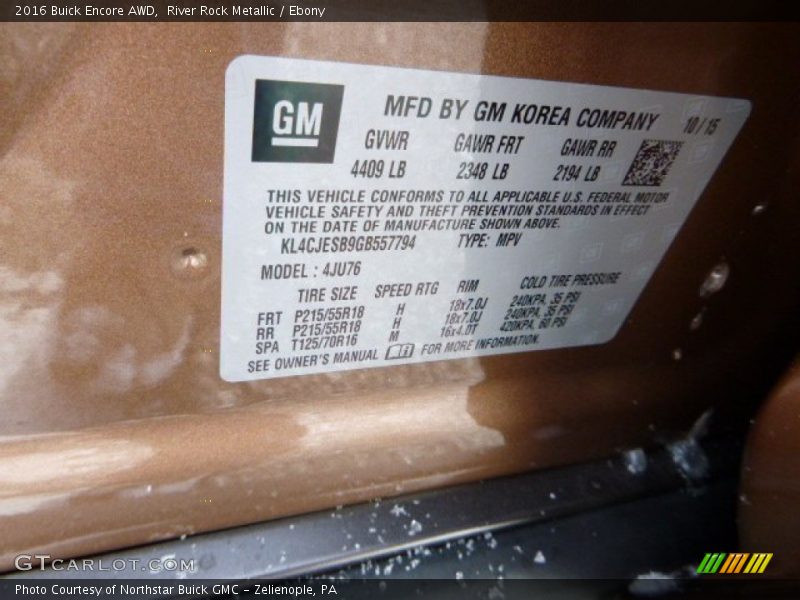 2016 Buick Encore AWD, River Rock Metallic / Ebony
GM
MFD BY GM KOREA COMPANY 10/15
GVWR GAWR FRT GAWR RR
4409 LB 2348 LB 2194 LB
THIS VEHICLE CONFORMS TO ALL APPLICABLE U.S. FEDERAL MOTOR
VEHICLE SAFETY AND THEFT PREVENTION STANDARDS IN EFFECT
ON THE DATE OF MANUFACTURE SHOWN ABOVE.
KL4CJESB9GB557794 TYPE: MPV
MODEL : 4JU76
TIRE SIZE SPEED RTG RIM COLD TIRE PRESSURE
FRT P215/55R18 H 18x7.0J 240KPA, 35 PSI
RR P215/55R18 H 18x7.0J 240KPA, 35 PSI
SPA T125/70R16 M 16x4.0T 420KPA, 60 PSI
SEE OWNER'S MANUAL FOR MORE INFORMATION.
GTCARLOT.COM
Photo Courtesy of Northstar Buick GMC - Zelienople, PA